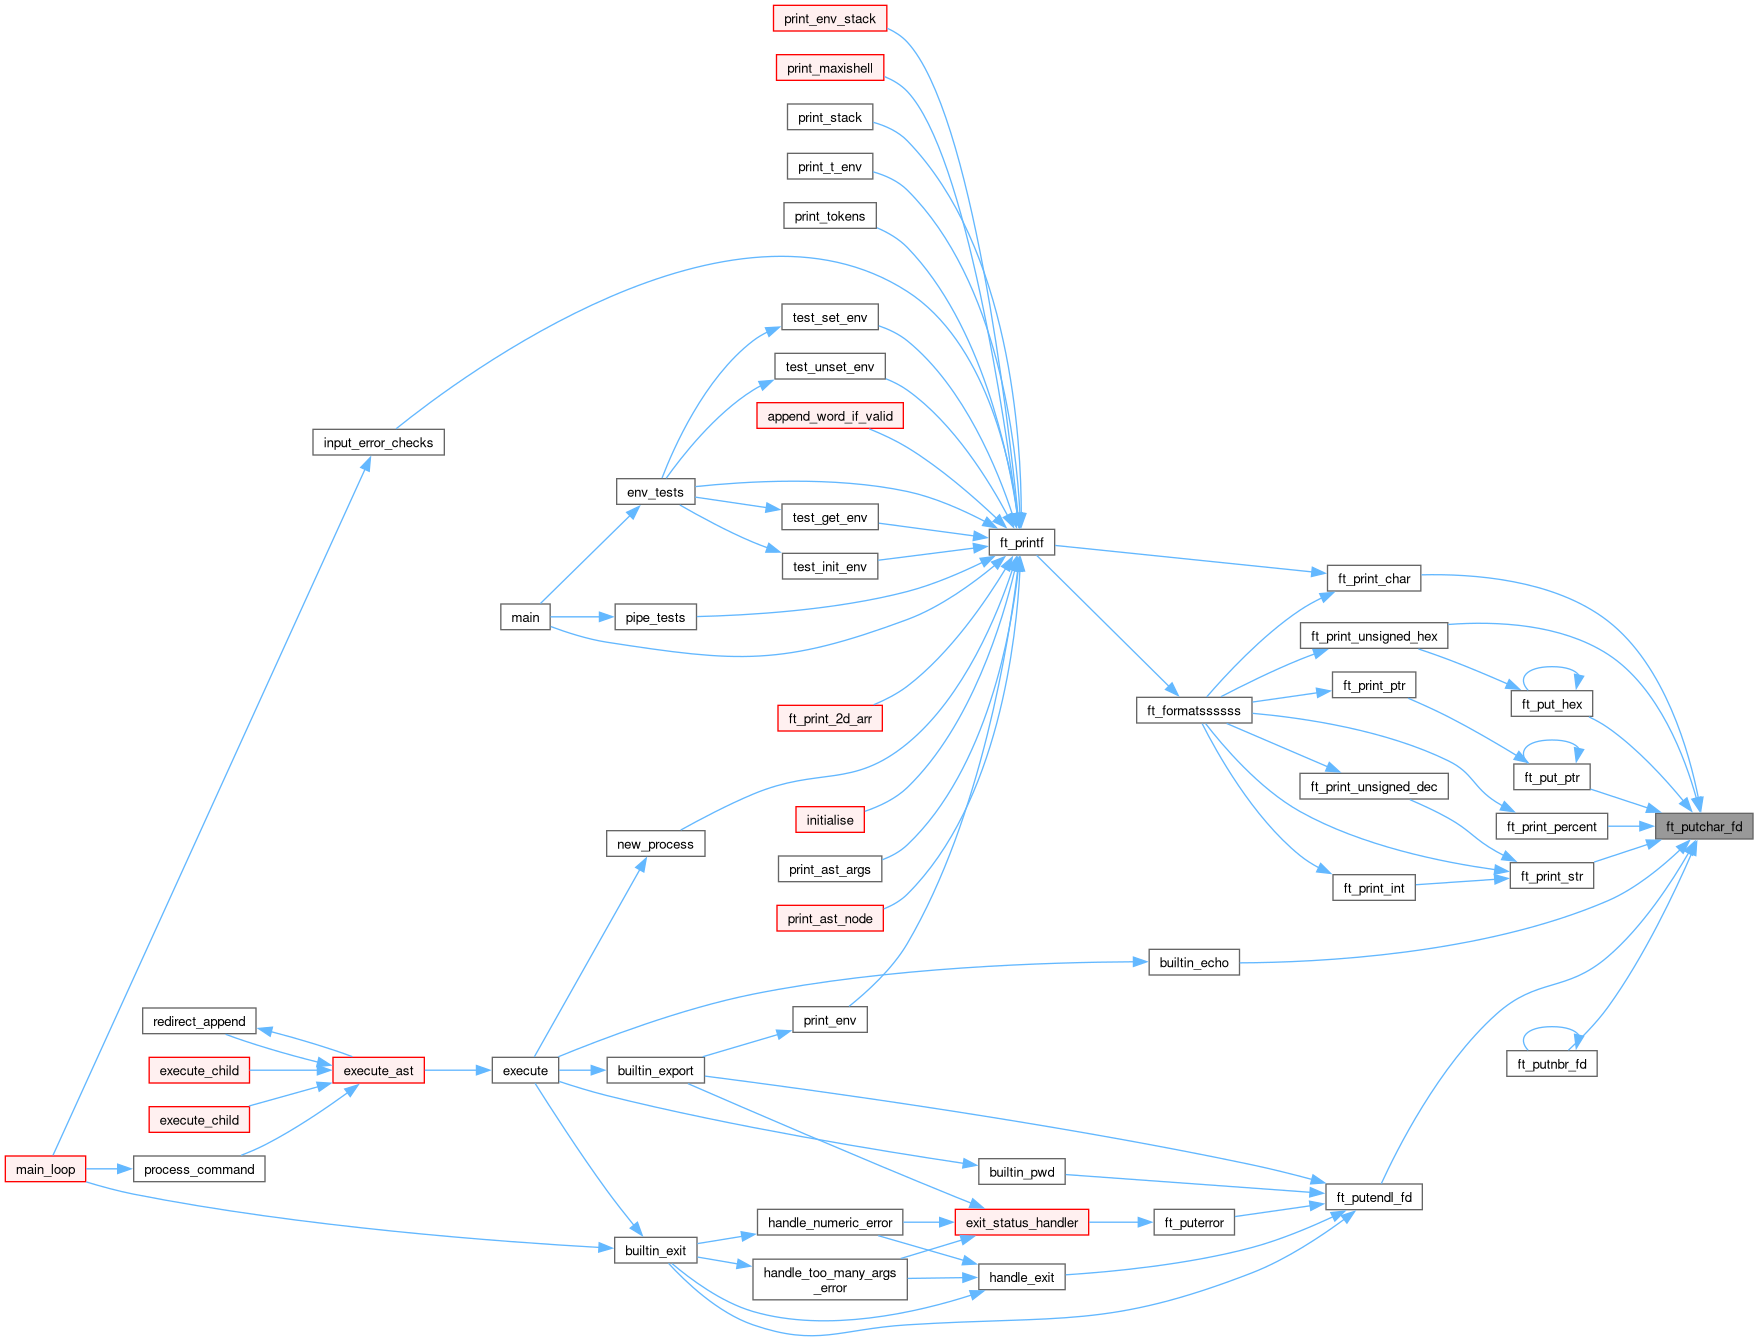 print_env_stack
print_maxishell
print_stack
print_t_env
print_tokens
test_set_env
test_unset_env
append_word_if_valid
input_error_checks
env_tests
test_get_env
ft_printf
test_init_env
ft_print_char
main
pipe_tests
ft_print_unsigned_hex
ft_print_ptr
ft_put_hex
ft_formatssssss
ft_print_2d_arr
ft_put_ptr
ft_print_unsigned_dec
initialise
ft_print_percent
ft_putchar_fd
new_process
print_ast_args
ft_print_str
ft_print_int
print_ast_node
builtin_echo
redirect_append
print_env
ft_putnbr_fd
execute_child
execute_ast
execute
builtin_export
execute_child
main_loop
process_command
builtin_pwd
ft_putendl_fd
handle_numeric_error
exit_status_handler
ft_puterror
builtin_exit
handle_too_many_args
_error
handle_exit